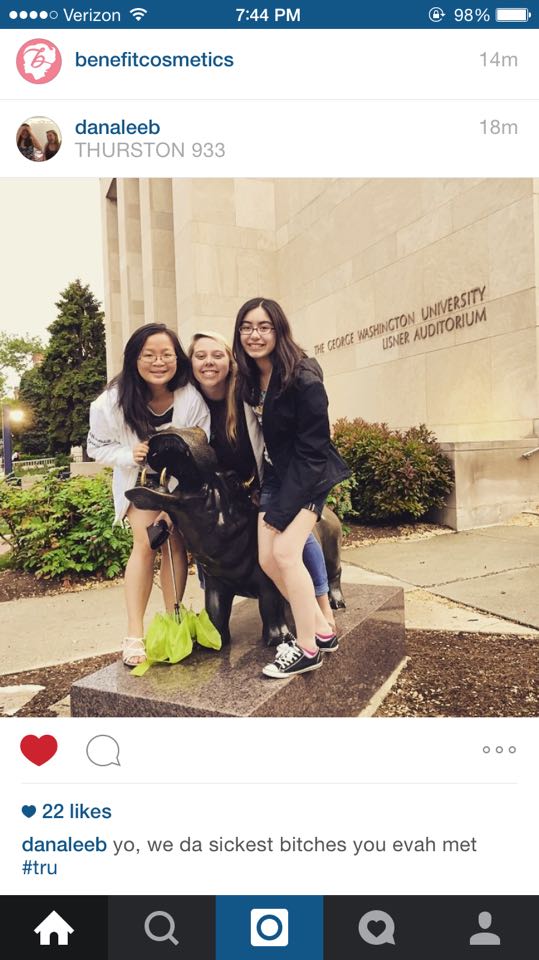 Verizon 7:44 PM 98%
benefitcosmetics 14m
danaleeb 18m
THURSTON 933
THE GEORGE WASHINGTON UNIVERSITY
LISNER AUDITORIUM
22 likes
danaleeb yo, we da sickest bitches you evah met
#tru